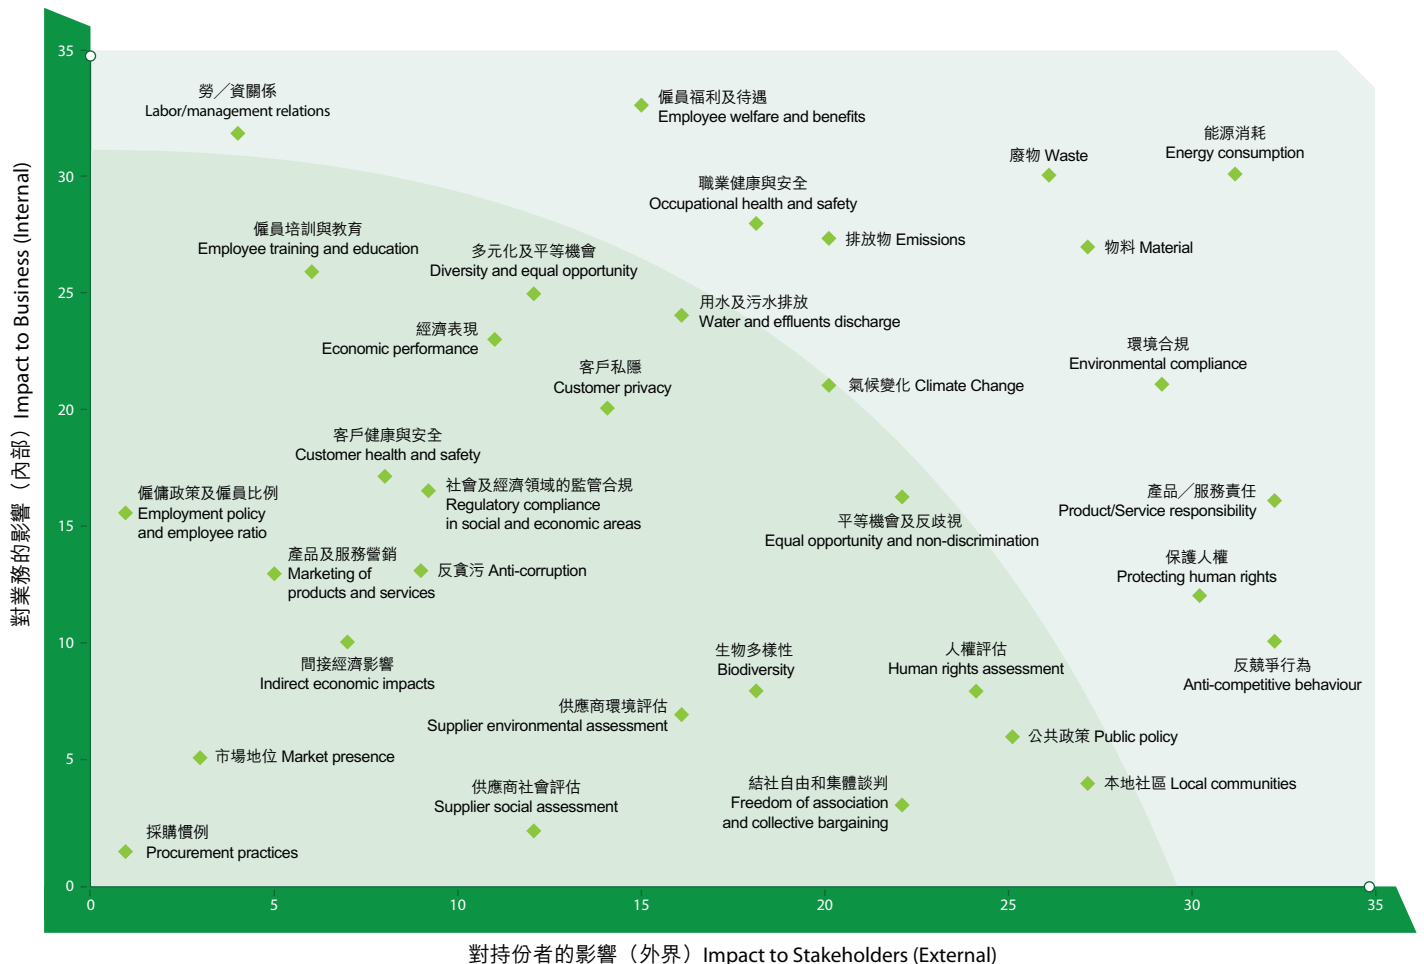 對業務的影響（內部）Impact to Business (Internal)
35
30
25
20
15
10
5
0
勞／資關係
Labor/management relations
僱員福利及待遇
Employee welfare and benefits
能源消耗
Energy consumption
廢物 Waste
職業健康與安全
Occupational health and safety
排放物 Emissions
物料 Material
僱員培訓與教育
Employee training and education
多元化及平等機會
Diversity and equal opportunity
用水及污水排放
Water and effluents discharge
經濟表現
Economic performance
環境合規
Environmental compliance
客戶私隱
Customer privacy
氣候變化 Climate Change
客戶健康與安全
Customer health and safety
社會及經濟領域的監管合規
Regulatory compliance
in social and economic areas
僱傭政策及僱員比例
Employment policy
and employee ratio
產品／服務責任
Product/Service responsibility
平等機會及反歧視
Equal opportunity and non-discrimination
產品及服務營銷
Marketing of
products and services
反貪污 Anti-corruption
保護人權
Protecting human rights
間接經濟影響
Indirect economic impacts
生物多樣性
Biodiversity
人權評估
Human rights assessment
反競爭行為
Anti-competitive behaviour
供應商環境評估
Supplier environmental assessment
公共政策 Public policy
市場地位 Market presence
供應商社會評估
Supplier social assessment
結社自由和集體談判
Freedom of association
and collective bargaining
本地社區 Local communities
採購慣例
Procurement practices
0
5
10
15
20
25
30
35
對持份者的影響（外界）Impact to Stakeholders (External)